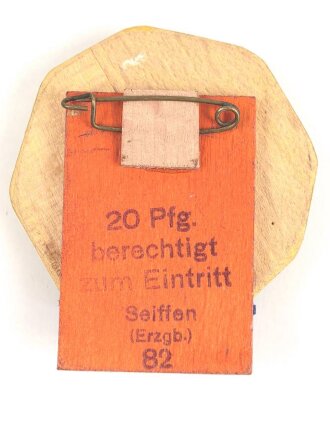 20 Pfg.
berechtigt
zum Eintritt
Seiffen
(Erzgb.)
82